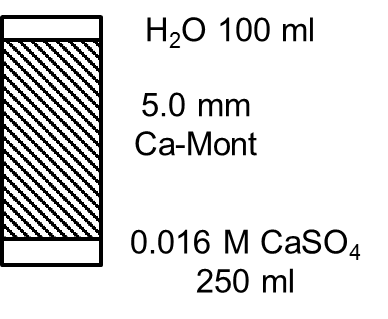 H₂O 100 ml
5.0 mm
Ca-Mont
0.016 M CaSO₄
250 ml